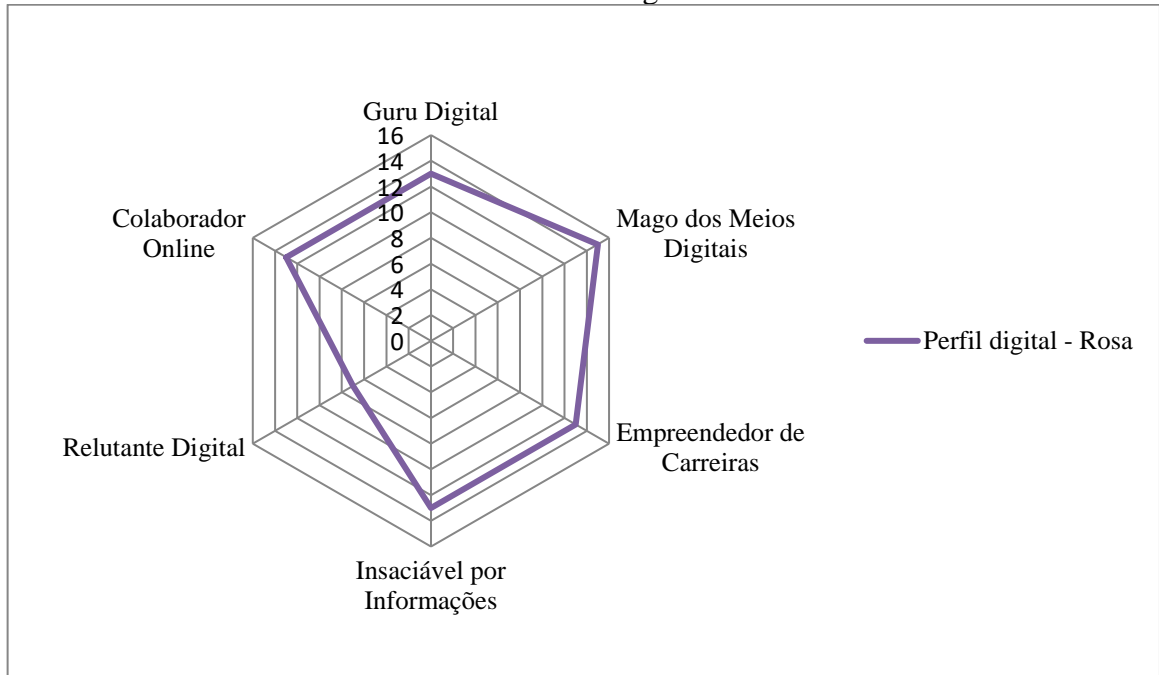 Guru Digital
16
14
12
10
8
6
4
2
0
Mago dos Meios
Digitais
Empreendedor de
Carreiras
Insaciável por
Informações
Relutante Digital
Colaborador
Online
Perfil digital - Rosa